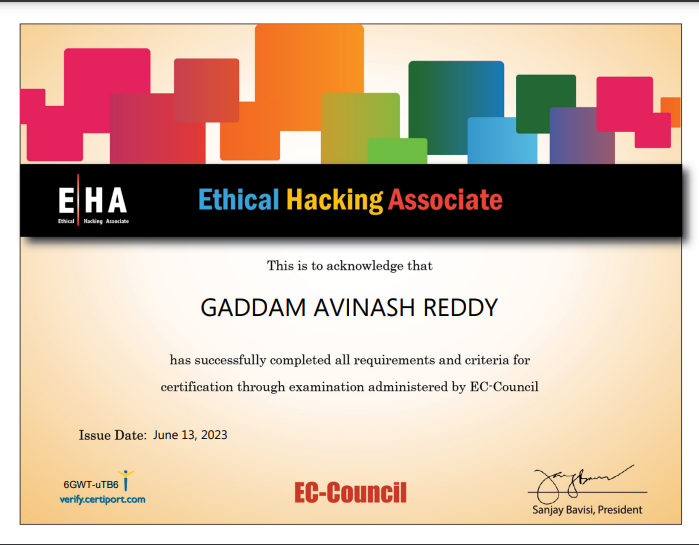 EHA
Ethical Hacking Associate
Ethical Hacking Associate
This is to acknowledge that
GADDAM AVINASH REDDY
has successfully completed all requirements and criteria for
certification through examination administered by EC-Council
Issue Date: June 13, 2023
6GWT-uTB6
verify.certiport.com
EC-Council
Sanjay Bavisi, President